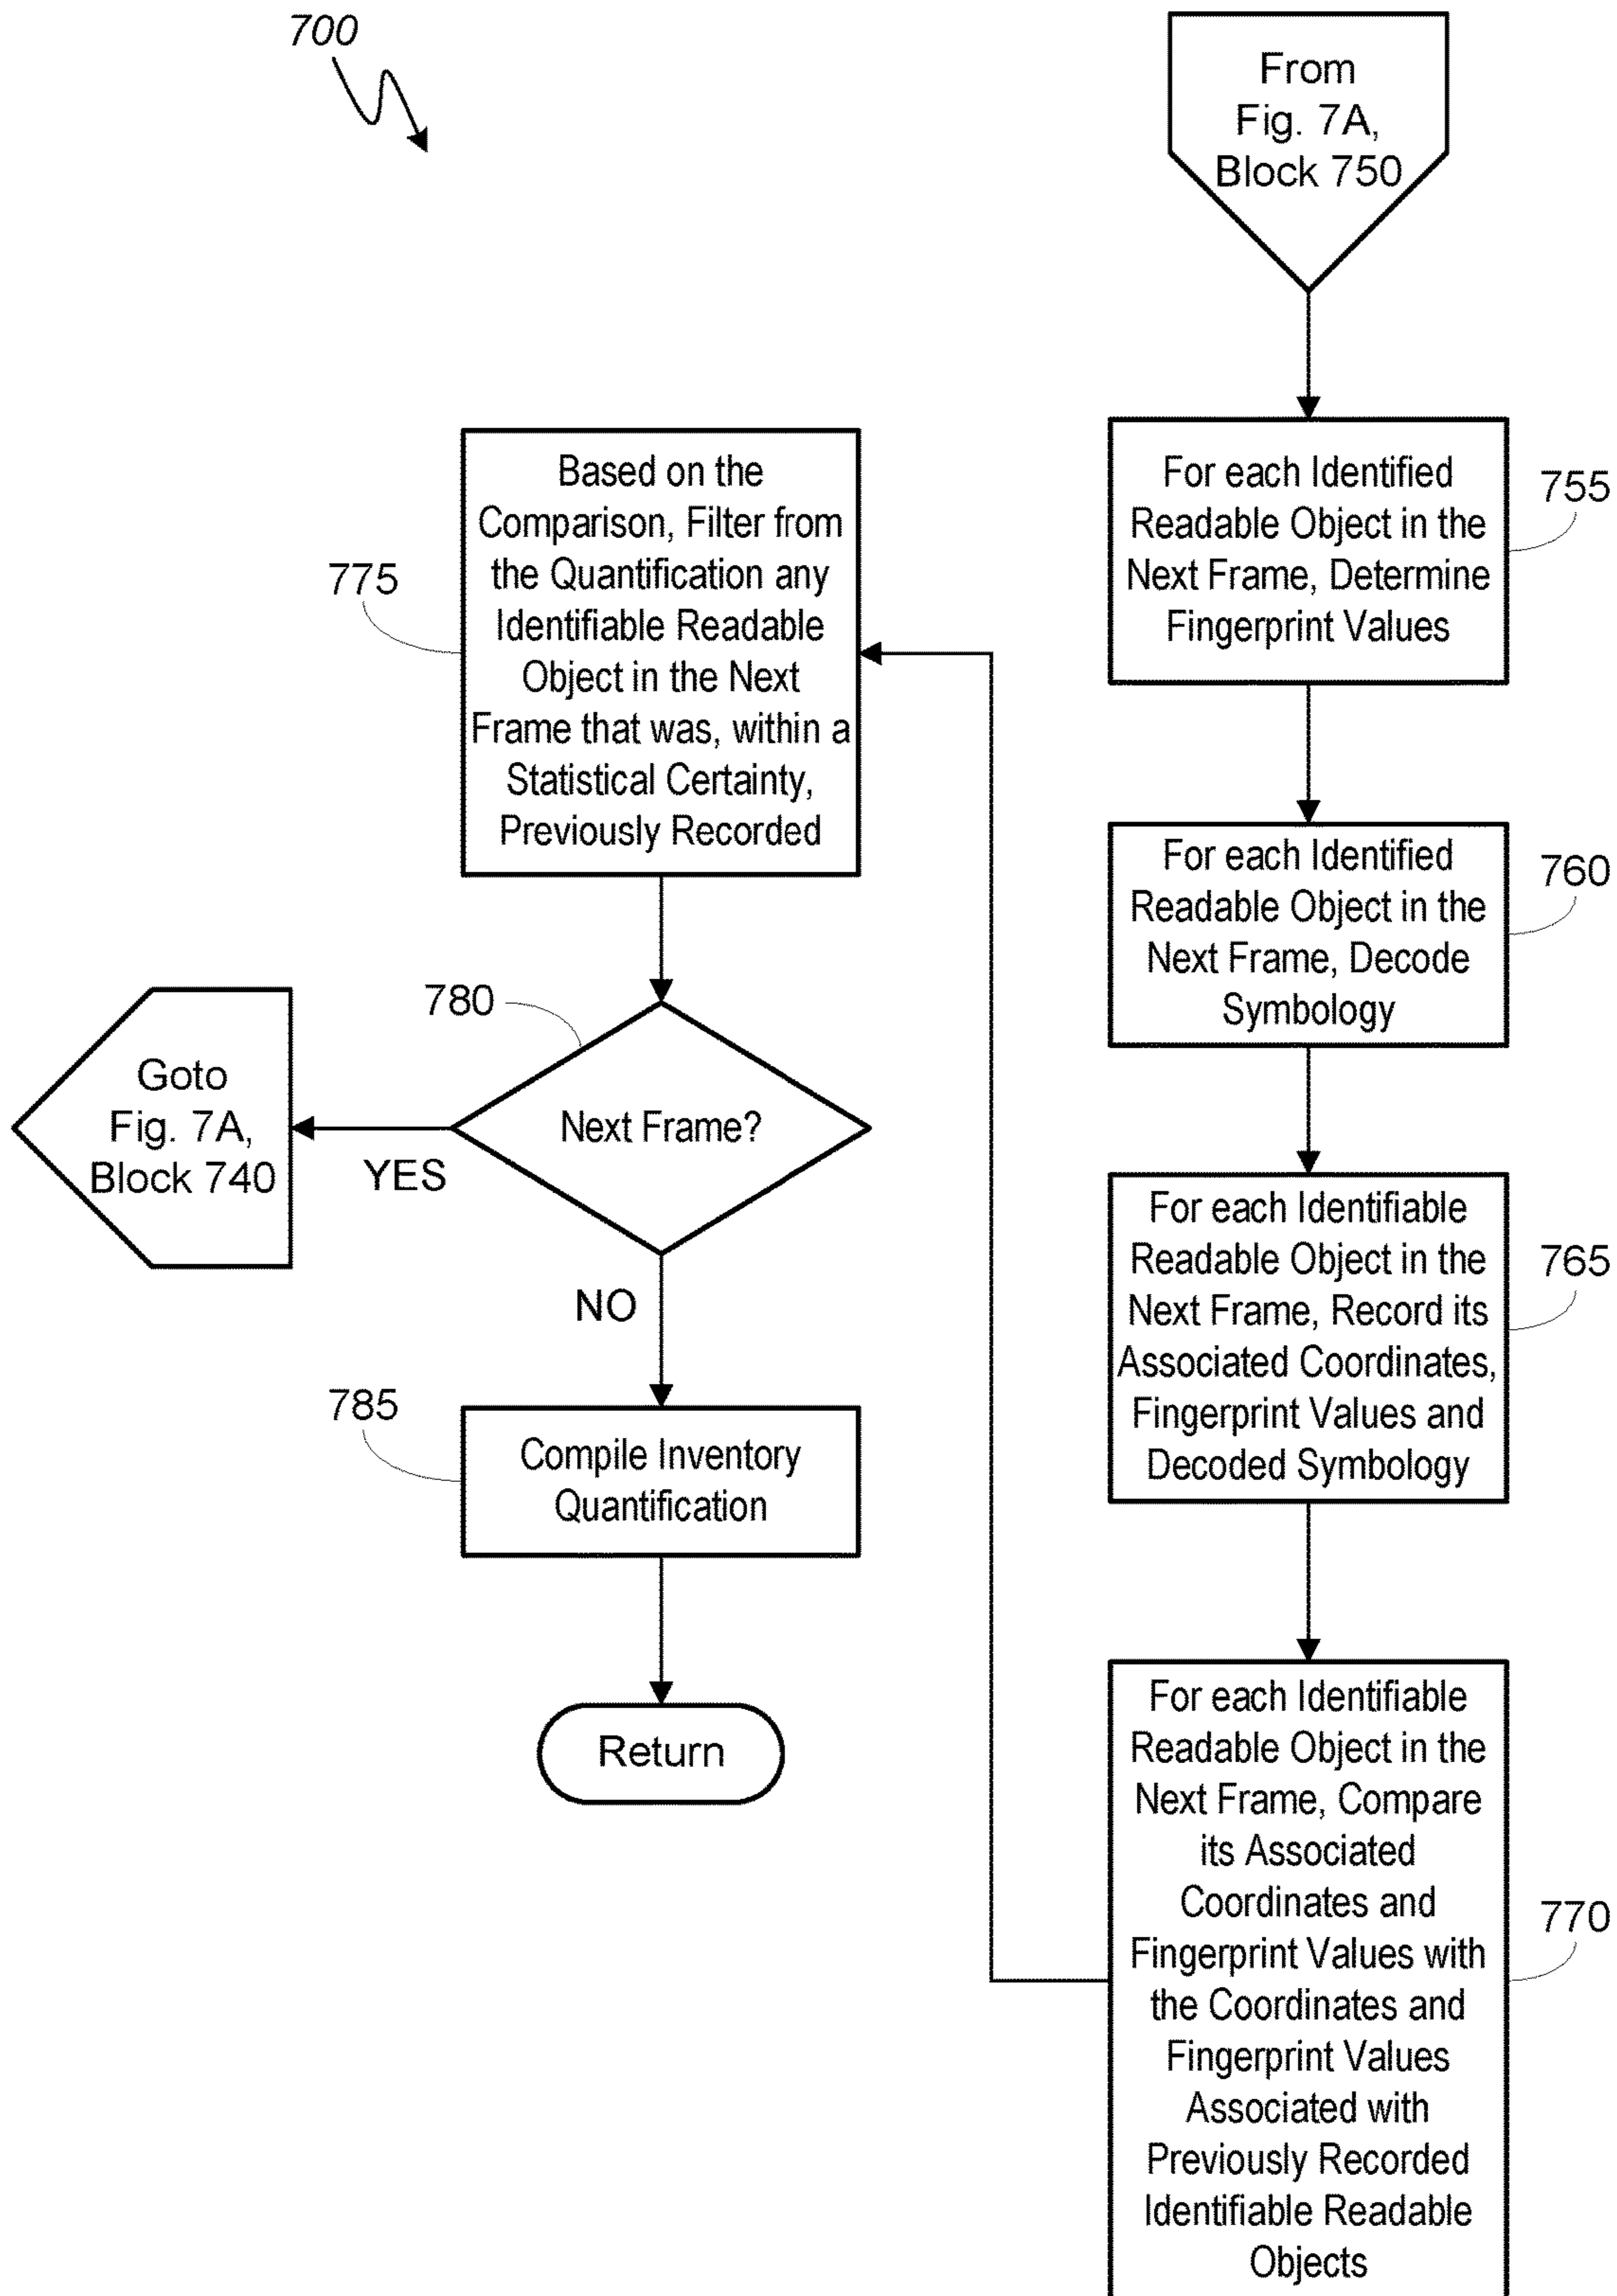 700
From
Fig. 7A,
Block 750
For each Identified
Readable Object in the
Next Frame, Determine
Fingerprint Values
755
For each Identified
Readable Object in the
Next Frame, Decode
Symbology
760
For each Identifiable
Readable Object in the
Next Frame, Record its
Associated Coordinates,
Fingerprint Values and
Decoded Symbology
765
For each Identifiable
Readable Object in the
Next Frame, Compare
its Associated
Coordinates and
Fingerprint Values with
the Coordinates and
Fingerprint Values
Associated with
Previously Recorded
Identifiable Readable
Objects
770
Based on the
Comparison, Filter from
the Quantification any
Identifiable Readable
Object in the Next
Frame that was, within a
Statistical Certainty,
Previously Recorded
775
780
Next Frame?
YES
Goto
Fig. 7A,
Block 740
NO
785
Compile Inventory
Quantification
Return